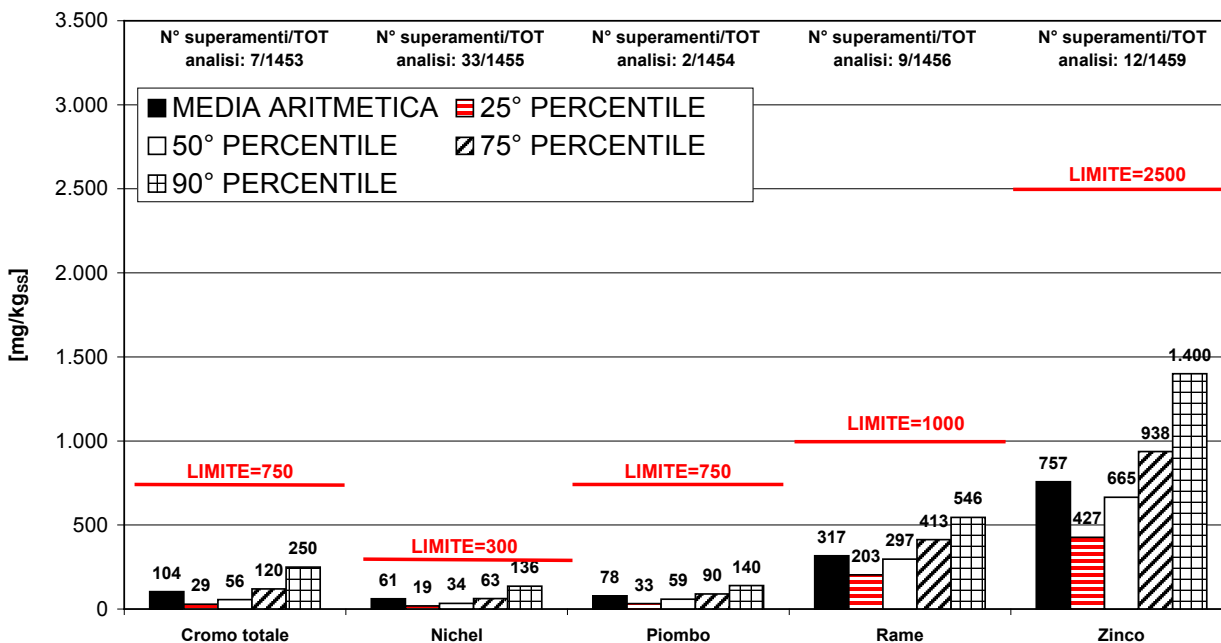 3.500
N° superamenti/TOT
analisi: 7/1453
N° superamenti/TOT
analisi: 33/1455
N° superamenti/TOT
analisi: 2/1454
N° superamenti/TOT
analisi: 9/1456
N° superamenti/TOT
analisi: 12/1459
3.000
MEDIA ARITMETICA
25° PERCENTILE
50° PERCENTILE
75° PERCENTILE
90° PERCENTILE
2.500
LIMITE=2500
2.000
[mg/kgSS]
1.500
1.000
500
0
LIMITE=750
104
29
56
120
250
LIMITE=300
61
19
34
63
136
LIMITE=750
78
33
59
90
140
LIMITE=1000
317
203
297
413
546
757
427
665
938
1.400
Cromo totale
Nichel
Piombo
Rame
Zinco